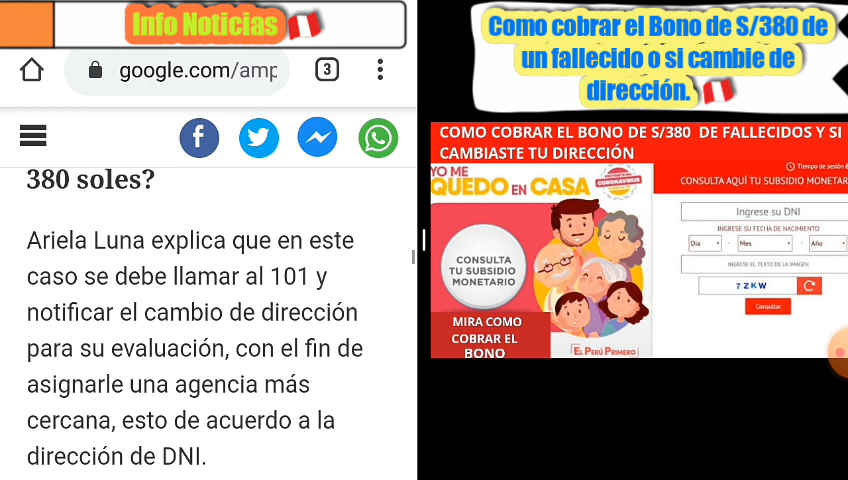 Info Noticias
google.com/amp
3
380 soles?
Ariela Luna explica que en este
caso se debe llamar al 101 y
notificar el cambio de dirección
para su evaluación, con el fin de
asignarle una agencia más
cercana, esto de acuerdo a la
dirección de DNI.
Como cobrar el Bono de S/380 de
un fallecido o si cambie de
dirección.
COMO COBRAR EL BONO DE S/380 DE FALLECIDOS Y SI
CAMBIASTE TU DIRECCIÓN
YO ME
QUEDO EN CASA
CORONAVIRUS
CONSULTA
TU SUBSIDIO
MONETARIO
MIRA COMO
COBRAR EL
BONO
EL PERÚ PRIMERO
Tiempo de sesión 6
CONSULTA AQUÍ TU SUBSIDIO MONETAR
Ingrese su DNI
INGRESE SU FECHA DE NACIMIENTO
Dia - Mes - Año
INGRESE EL TEXTO DE LA IMAGEN
7ZKW
Consultar